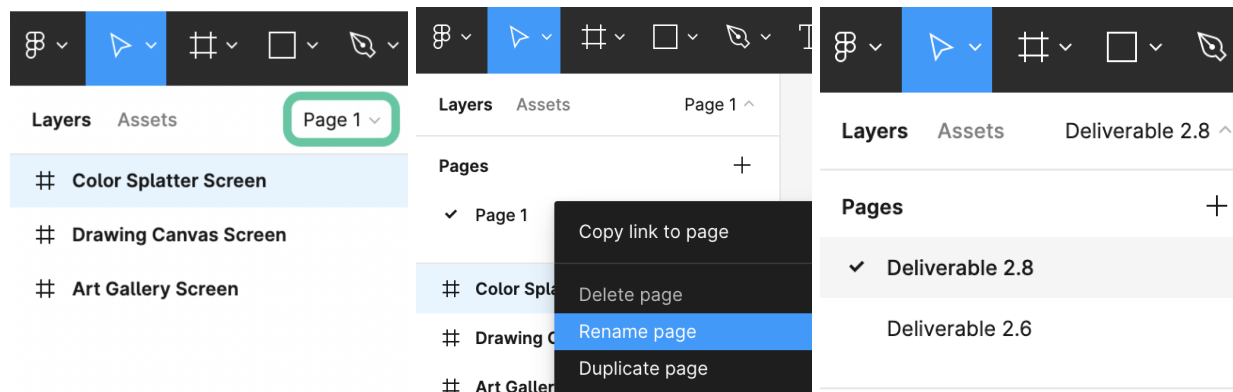 Layers Assets Page 1
Color Splatter Screen
Drawing Canvas Screen
Art Gallery Screen
Layers Assets Page 1
Pages
Page 1
Copy link to page
Delete page
Color Spla
Rename page
Drawing C
Duplicate page
Art Galler
Layers Assets Deliverable 2.8
Pages
Deliverable 2.8
Deliverable 2.6